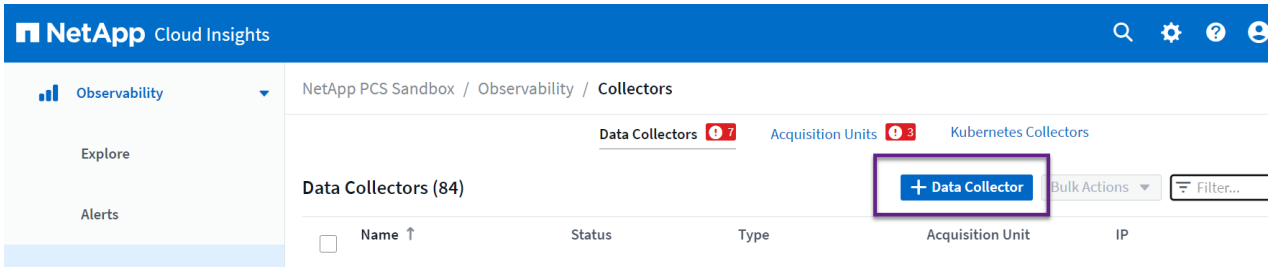 NetApp Cloud Insights
Observability
NetApp PCS Sandbox / Observability / Collectors
Data Collectors 7
Acquisition Units 3
Kubernetes Collectors
Explore
Data Collectors (84)
+ Data Collector
Bulk Actions
Filter...
Alerts
Name ↑
Status
Type
Acquisition Unit
IP